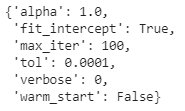 {'alpha': 1.0,
'fit_intercept': True,
'max_iter': 100,
'tol': 0.0001,
'verbose': 0,
'warm_start': False}